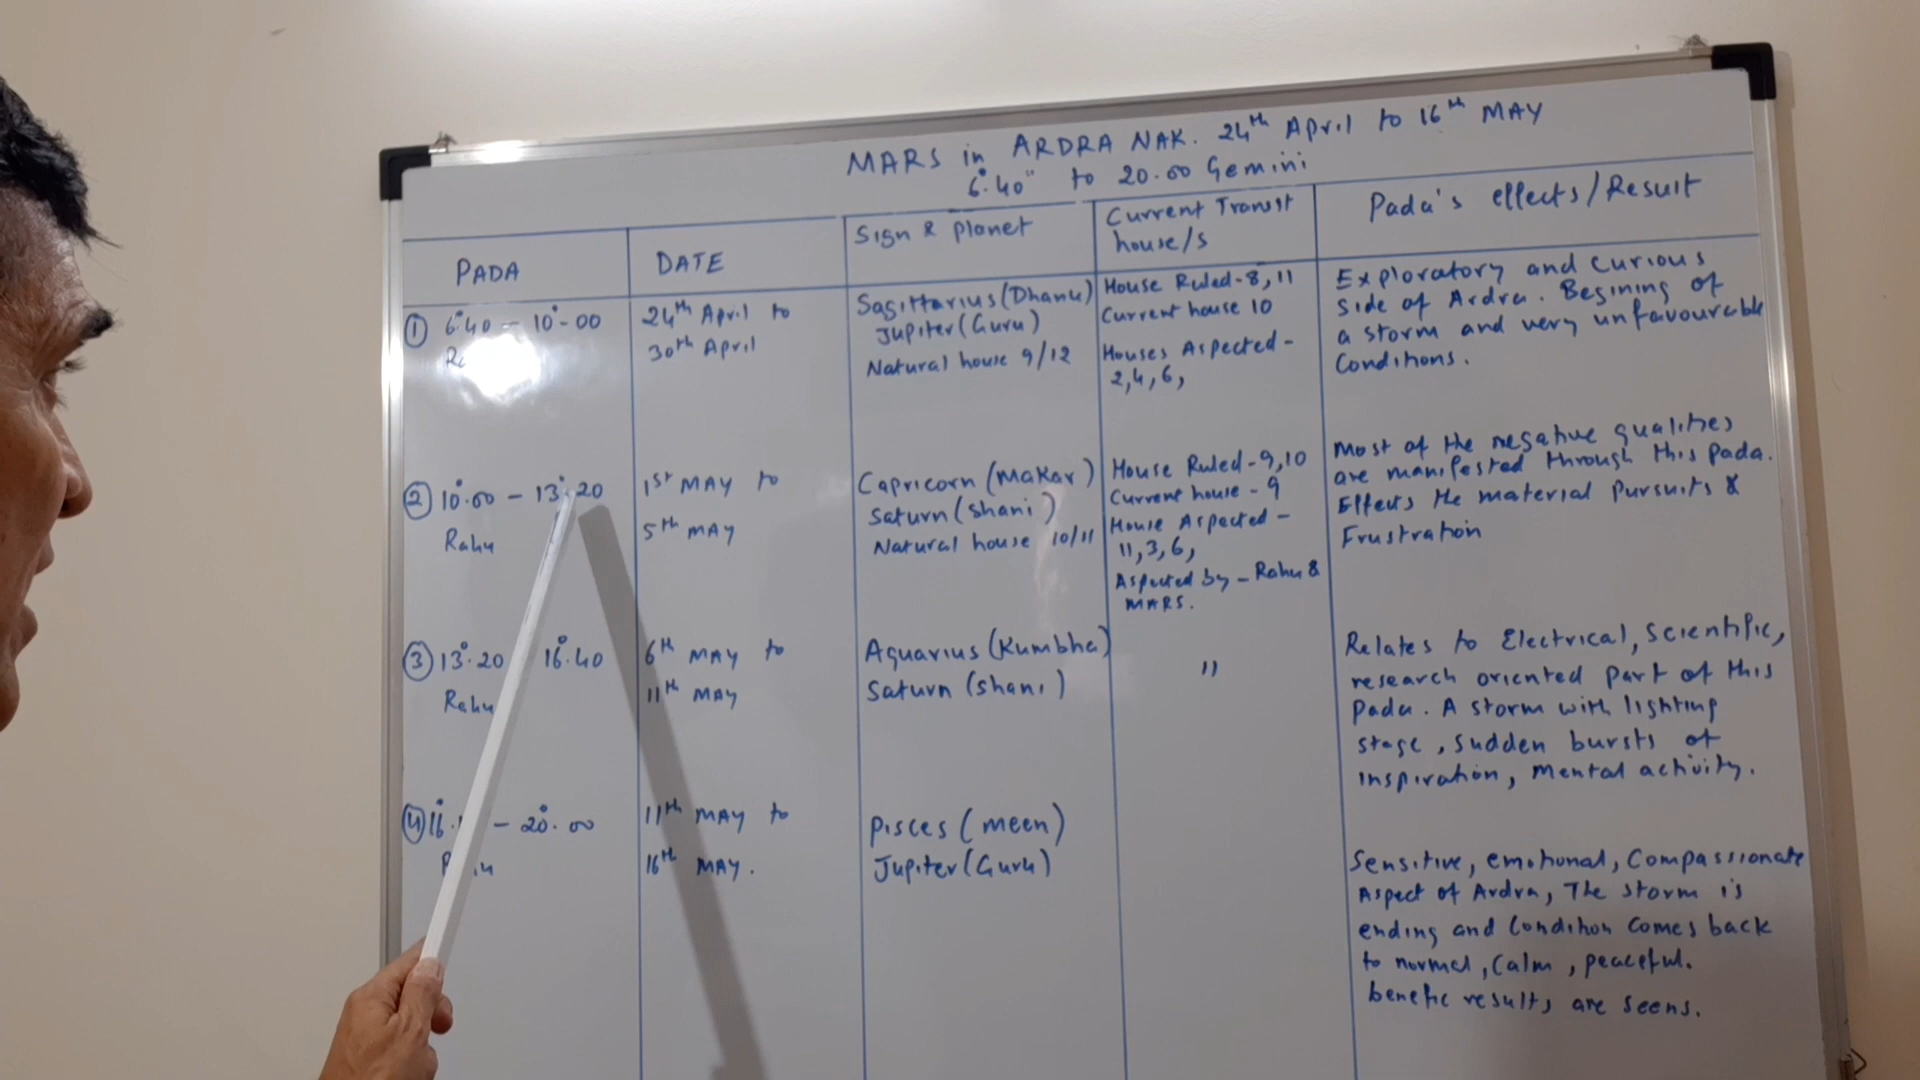 MARS in ARDRA NAK. 24th April to 16th MAY
6°.40" to 20.00 Gemini
PADA
DATE
Sign & planet
Current Transit
house/s
Pada's effects/Result
① 6°.40 - 10°-00
24th April to
30th April
Sagittarius (Dhanu)
Jupiter (Guru)
Natural house 9/12
House Ruled-8,11
Current house 10
Houses Aspected-
2,4,6,
Exploratory and curious
side of Ardra. Begining of
a storm and very unfavourable
conditions.
② 10°.00 - 13°.20
Rahu
1st MAY to
5th MAY
Capricorn (Makar)
Saturn (Shani)
Natural house 10/11
House Ruled-9,10
Current house-9
House Aspected-
11,3,6,
Aspected by - Rahu &
MARS.
Most of the negative qualities
are manifested through this pada.
Effects the material Pursuits &
Frustration
③ 13°.20 16°.40
Rahu
6th MAY to
11th MAY
Aquarius (Kumbha)
Saturn (Shani)
"
Relates to Electrical, Scientific,
research oriented part of this
Pada. A storm with lighting
stage, sudden bursts of
inspiration, mental activity.
④ 16°. - 20°.00
11th MAY to
16th MAY.
Pisces (meen)
Jupiter (Guru)
Sensitive, emotional, Compassionate
Aspect of Ardra, The storm is
ending and Condition comes back
to normal, Calm, peaceful.
benefic results are seens.